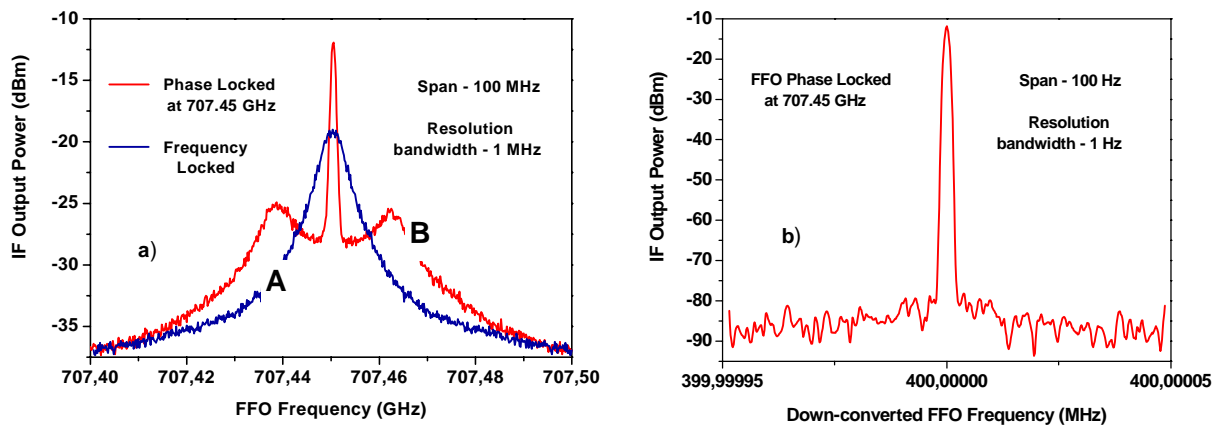 -10
-15
-20
-25
-30
-35
IF Output Power (dBm)
Phase Locked
at 707.45 GHz
Frequency
Locked
Span - 100 MHz
Resolution
bandwidth - 1 MHz
a)
A
B
707,40
707,42
707,44
707,46
707,48
707,50
FFO Frequency (GHz)
-10
-20
-30
-40
-50
-60
-70
-80
-90
IF Output Power (dBm)
FFO Phase Locked
at 707.45 GHz
Span - 100 Hz
Resolution
bandwidth - 1 Hz
b)
399,99995
400,00000
400,00005
Down-converted FFO Frequency (MHz)